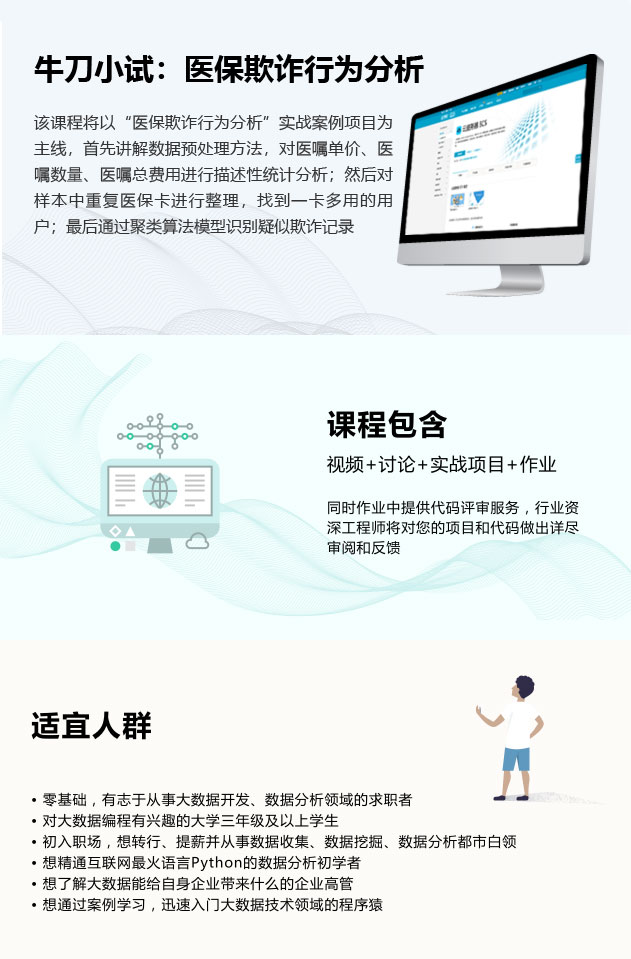 牛刀小试：医保欺诈行为分析
该课程将以“医保欺诈行为分析”实战案例项目为
主线，首先讲解数据预处理方法，对医嘱单价、医
嘱数量、医嘱总费用进行描述性统计分析；然后对
样本中重复医保卡进行整理，找到一卡多用的用
户；最后通过聚类算法模型识别疑似欺诈记录
课程包含
视频+讨论+实战项目+作业
同时作业中提供代码评审服务，行业资
深工程师将对您的项目和代码做出详尽
审阅和反馈
适宜人群
• 零基础，有志于从事大数据开发、数据分析领域的求职者
• 对大数据编程有兴趣的大学三年级及以上学生
• 初入职场，想转行、提薪并从事数据收集、数据挖掘、数据分析都市白领
• 想精通互联网最火语言Python的数据分析初学者
• 想了解大数据能给自身企业带来什么的企业高管
• 想通过案例学习，迅速入门大数据技术领域的程序猿